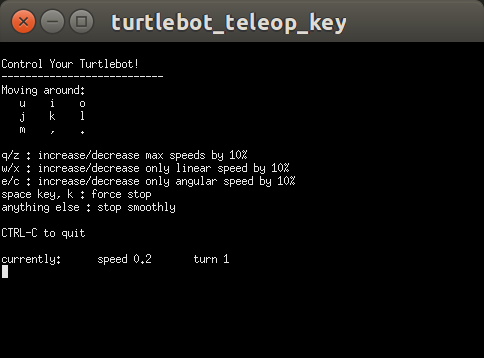 turtlebot_teleop_key
Control Your Turtlebot!
---------------------------
Moving around:
   u    i    o
   j    k    l
   m    ,    .
q/z : increase/decrease max speeds by 10%
w/x : increase/decrease only linear speed by 10%
e/c : increase/decrease only angular speed by 10%
space key, k : force stop
anything else : stop smoothly
CTRL-C to quit
currently:      speed 0.2       turn 1